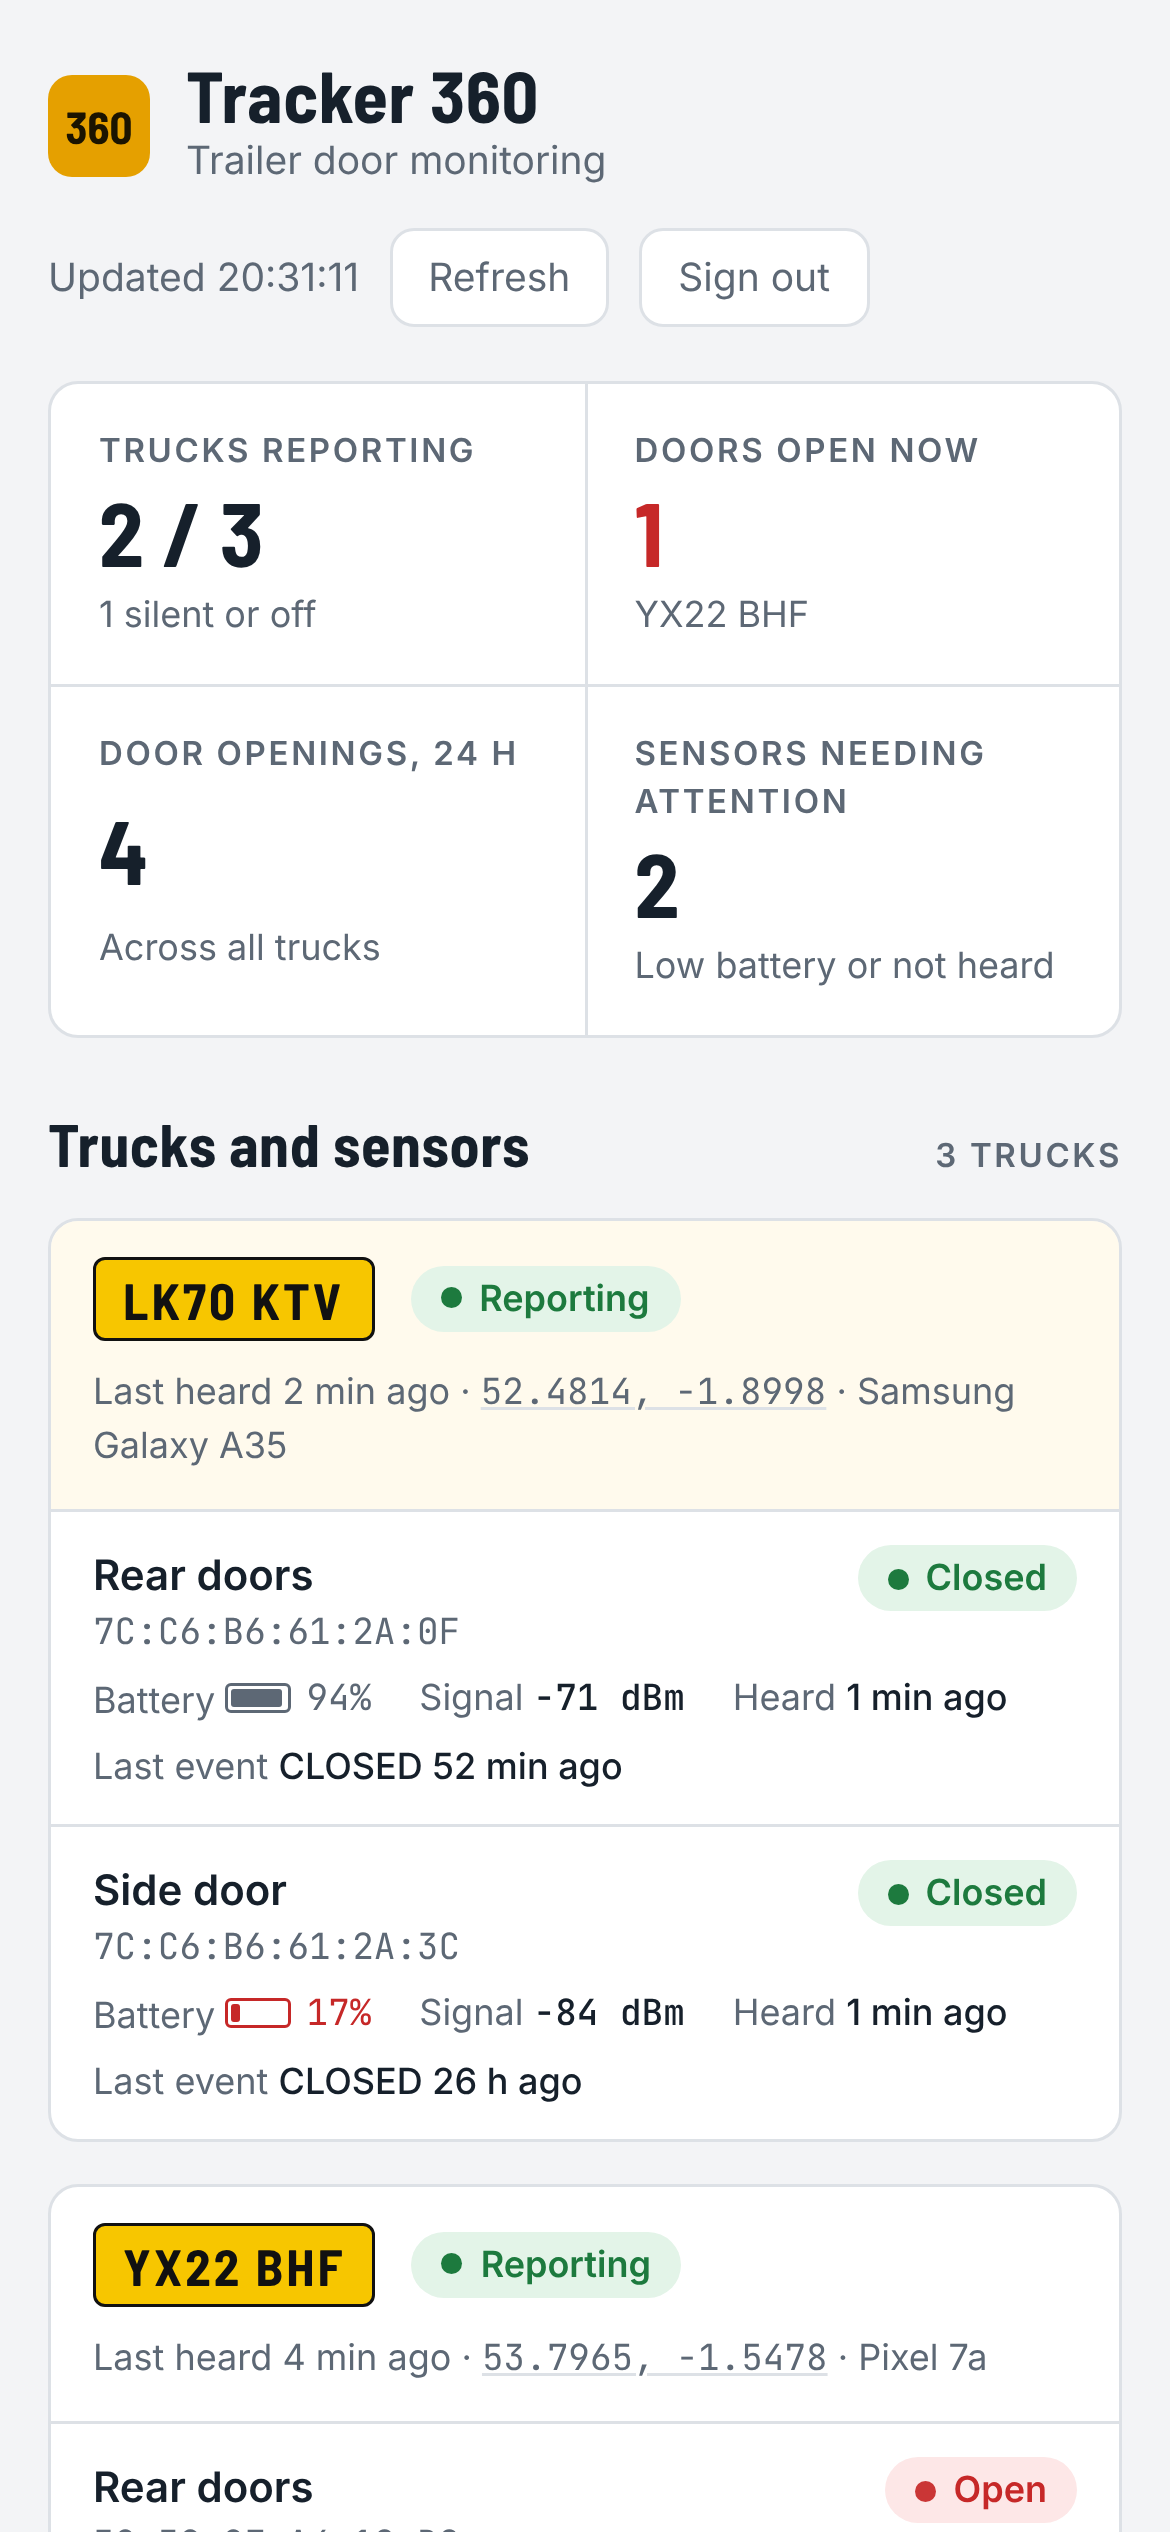 360
Tracker 360
Trailer door monitoring
Updated 20:31:11 Refresh Sign out
TRUCKS REPORTING
2 / 3
1 silent or off
DOORS OPEN NOW
1
YX22 BHF
DOOR OPENINGS, 24 H
4
Across all trucks
SENSORS NEEDING
ATTENTION
2
Low battery or not heard
Trucks and sensors
3 TRUCKS
LK70 KTV Reporting
Last heard 2 min ago · 52.4814, -1.8998 · Samsung
Galaxy A35
Rear doors Closed
7C:C6:B6:61:2A:0F
Battery 94% Signal -71 dBm Heard 1 min ago
Last event CLOSED 52 min ago
Side door Closed
7C:C6:B6:61:2A:3C
Battery 17% Signal -84 dBm Heard 1 min ago
Last event CLOSED 26 h ago
YX22 BHF Reporting
Last heard 4 min ago · 53.7965, -1.5478 · Pixel 7a
Rear doors Open